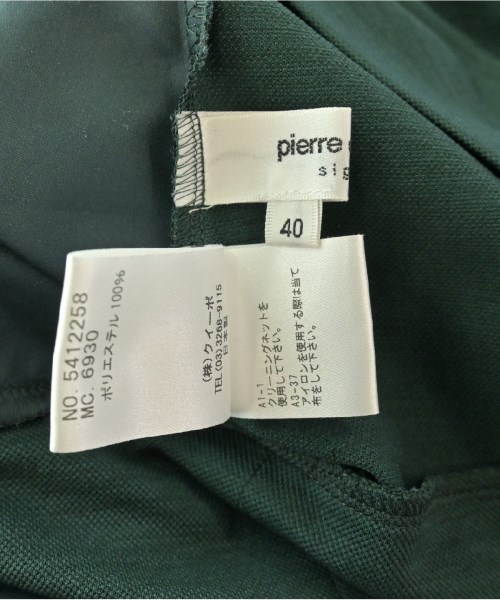 pierre
si
40
NO. 5412258
MC. 6930
ポリエステル 100%
(株)クイーポ
TEL(03)3268-9115
日本製
A1-1
クリーニングネットを
使用して下さい。
A3-37
アイロンを使用する際は当て
布をして下さい。